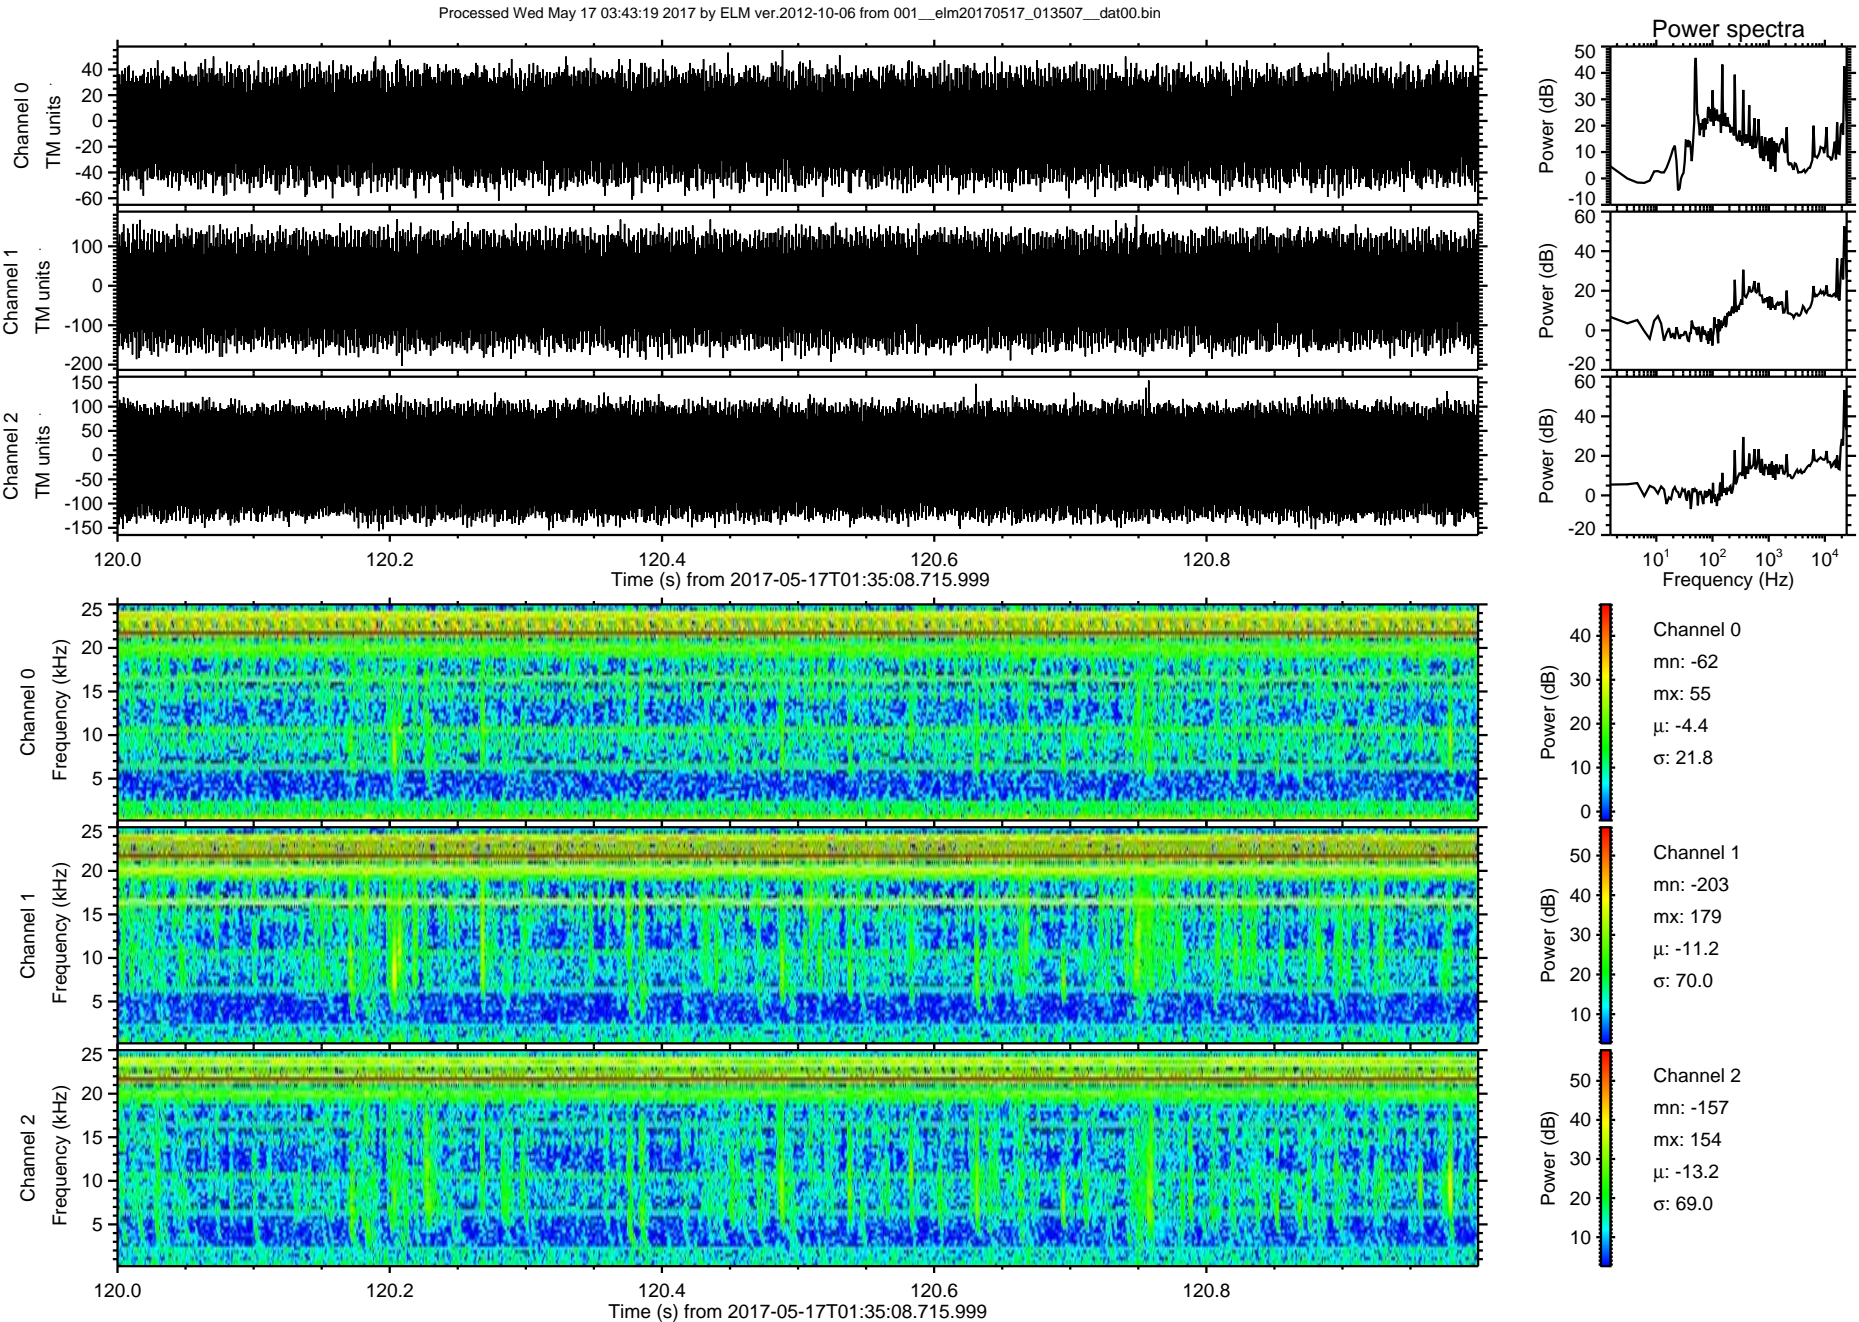 Processed Wed May 17 03:43:19 2017 by ELM ver.2012-10-06 from 001__elm20170517_013507__dat00.bin
Power spectra
Channel 0
TM units
40
20
0
-20
-40
-60
Power (dB)
50
40
30
20
10
0
-10
Channel 1
TM units
100
0
-100
-200
Power (dB)
60
40
20
0
-20
Channel 2
TM units
150
100
50
0
-50
-100
-150
Power (dB)
60
40
20
0
-20
120.0 120.2 120.4 120.6 120.8
Time (s) from 2017-05-17T01:35:08.715.999
10¹ 10² 10³ 10⁴
Frequency (Hz)
Channel 0
Frequency (kHz)
25
20
15
10
5
Power (dB)
40
30
20
10
0
Channel 0
mn: -62
mx: 55
μ: -4.4
σ: 21.8
Channel 1
Frequency (kHz)
25
20
15
10
5
Power (dB)
50
40
30
20
10
Channel 1
mn: -203
mx: 179
μ: -11.2
σ: 70.0
Channel 2
Frequency (kHz)
25
20
15
10
5
Power (dB)
50
40
30
20
10
Channel 2
mn: -157
mx: 154
μ: -13.2
σ: 69.0
120.0 120.2 120.4 120.6 120.8
Time (s) from 2017-05-17T01:35:08.715.999